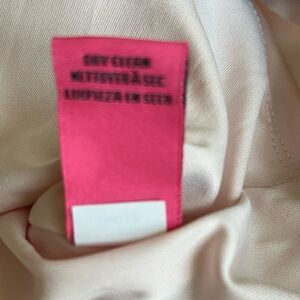 DRY CLEAN
NETTOYER À SEC
LIMPIEZA EN SECO